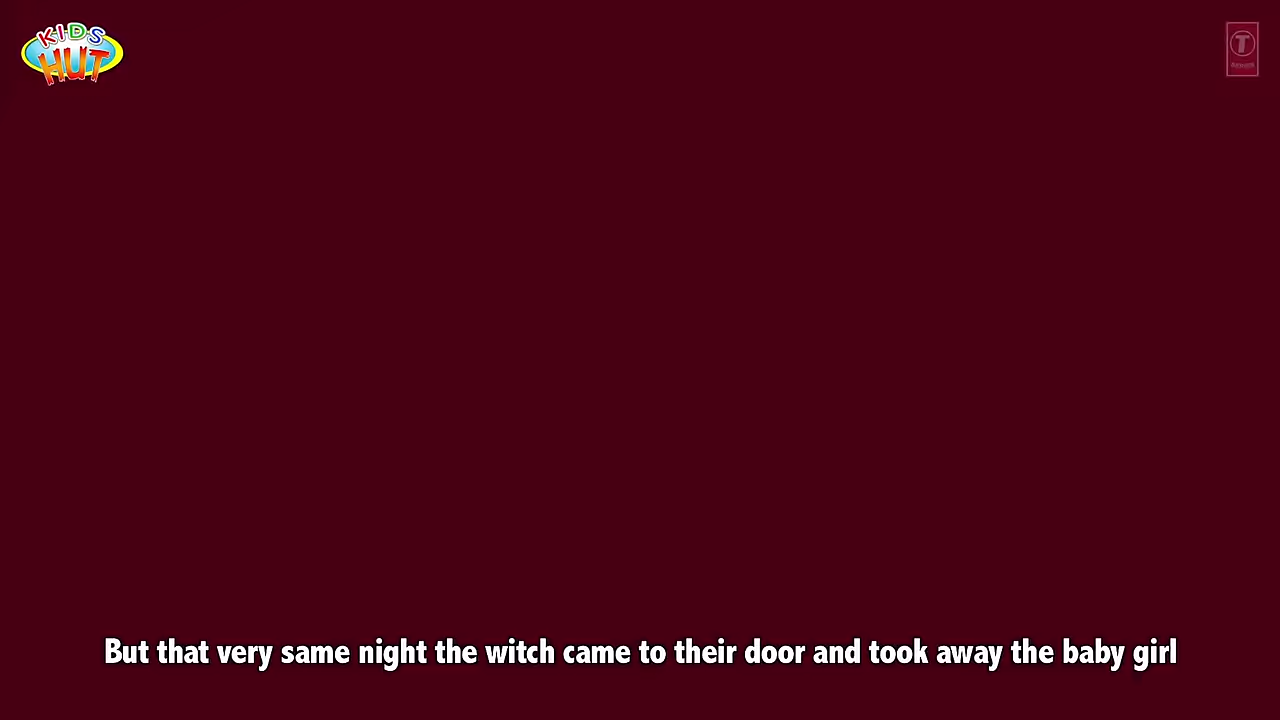 KIDS
HUT
T
SERIES
But that very same night the witch came to their door and took away the baby girl